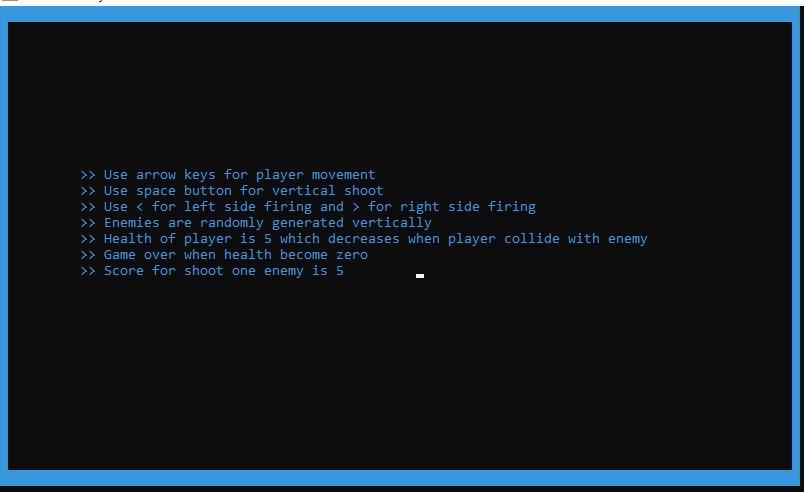 >> Use arrow keys for player movement
>> Use space button for vertical shoot
>> Use < for left side firing and > for right side firing
>> Enemies are randomly generated vertically
>> Health of player is 5 which decreases when player collide with enemy
>> Game over when health become zero
>> Score for shoot one enemy is 5